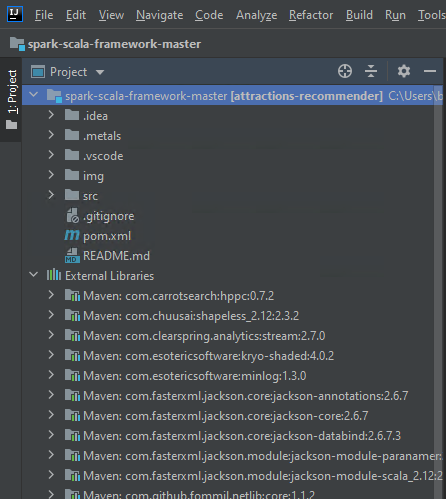 IJ File Edit View Navigate Code Analyze Refactor Build Run Tools
spark-scala-framework-master
1: Project
Project
spark-scala-framework-master [attractions-recommender] C:\Users\b
.idea
.metals
.vscode
img
src
.gitignore
m pom.xml
MD README.md
External Libraries
Maven: com.carrotsearch:hppc:0.7.2
Maven: com.chuusai:shapeless_2.12:2.3.2
Maven: com.clearspring.analytics:stream:2.7.0
Maven: com.esotericsoftware:kryo-shaded:4.0.2
Maven: com.esotericsoftware:minlog:1.3.0
Maven: com.fasterxml.jackson.core:jackson-annotations:2.6.7
Maven: com.fasterxml.jackson.core:jackson-core:2.6.7
Maven: com.fasterxml.jackson.core:jackson-databind:2.6.7.3
Maven: com.fasterxml.jackson.module:jackson-module-paranamer:
Maven: com.fasterxml.jackson.module:jackson-module-scala_2.12:2
Maven: com.github.fommil.netlib:core:1.1.2